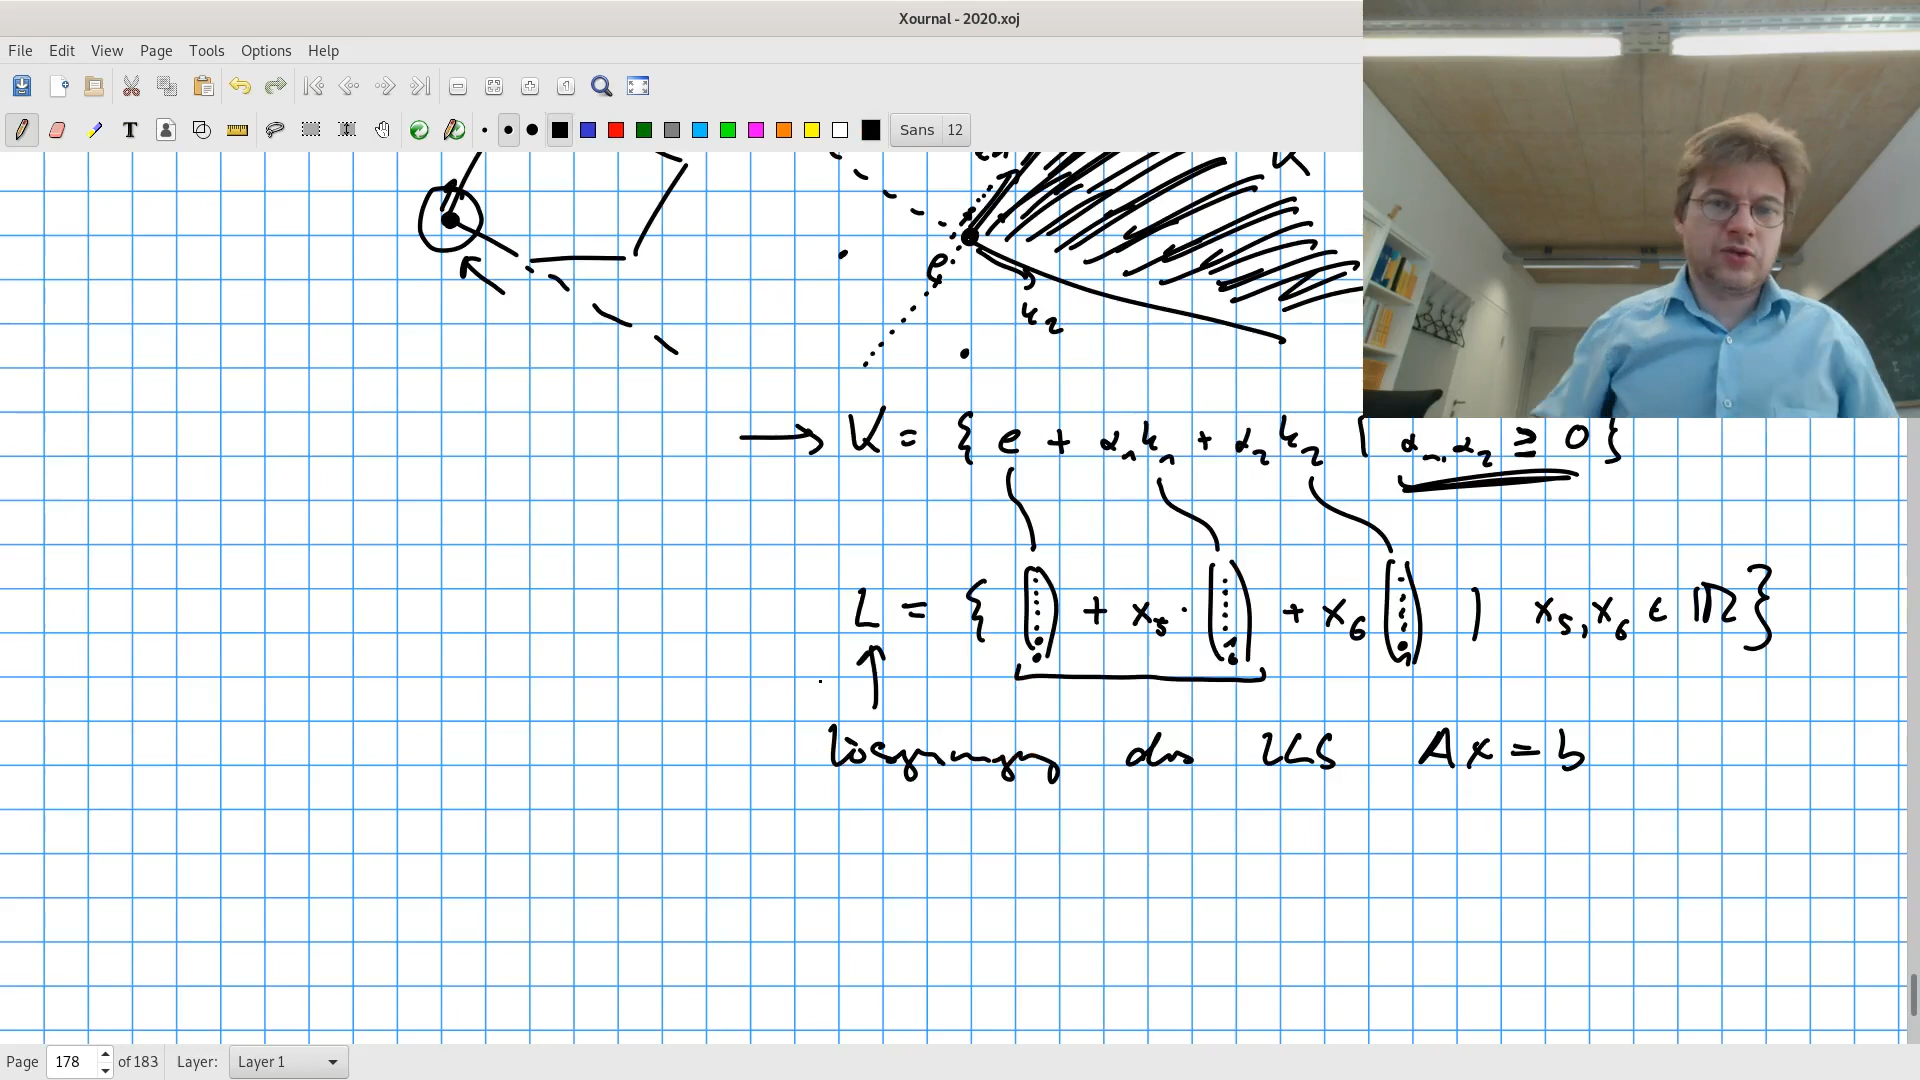 Xournal - 2020.xoj
File Edit View Page Tools Options Help
Sans 12
K
e
k₂
→ K = { e + α₁k₁ + α₂k₂ | α₁, α₂ ≥ 0 }
L = { ( ) + x₅ · ( ) + x₆ ( ) | x₅, x₆ ∈ ℝ }
des LGS Ax = b
Page 178 of 183 Layer: Layer 1